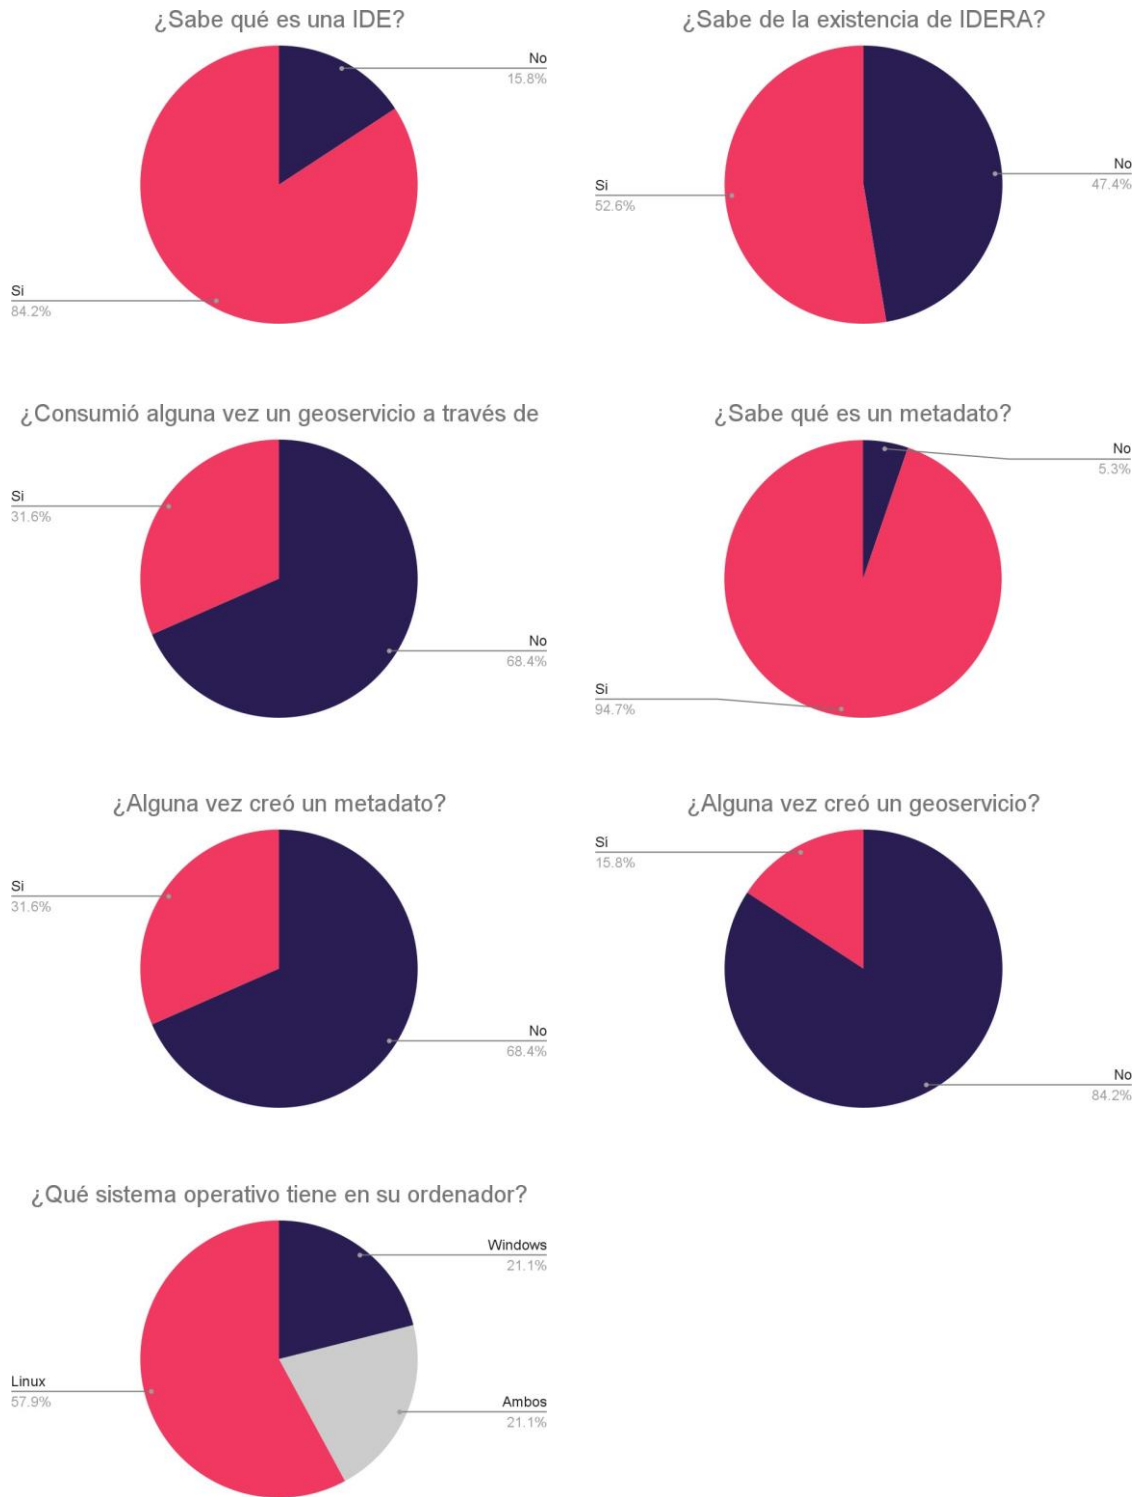 ¿Sabe qué es una IDE?
No
15.8%
Si
84.2%
¿Sabe de la existencia de IDERA?
No
47.4%
Si
52.6%
¿Consumió alguna vez un geoservicio a través de
Si
31.6%
No
68.4%
¿Sabe qué es un metadato?
No
5.3%
Si
94.7%
¿Alguna vez creó un metadato?
Si
31.6%
No
68.4%
¿Alguna vez creó un geoservicio?
Si
15.8%
No
84.2%
¿Qué sistema operativo tiene en su ordenador?
Windows
21.1%
Linux
57.9%
Ambos
21.1%